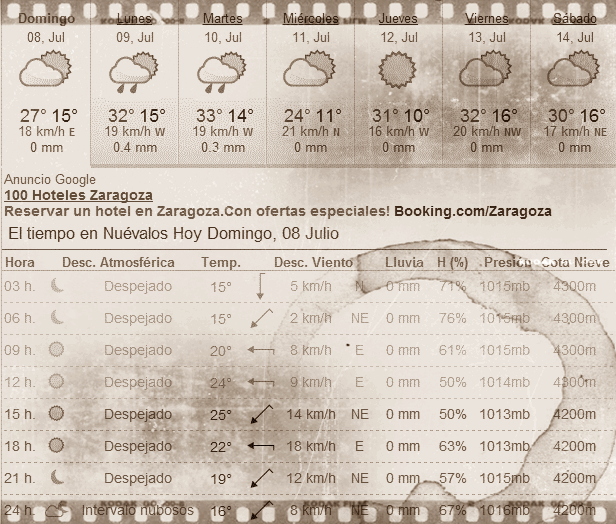 Domingo Lunes Martes Miércoles Jueves Viernes Sábado
08, Jul 09, Jul 10, Jul 11, Jul 12, Jul 13, Jul 14, Jul
27° 15° 32° 15° 33° 14° 24° 11° 31° 10° 32° 16° 30° 16°
18 km/h E 19 km/h W 19 km/h W 21 km/h N 16 km/h W 20 km/h NW 17 km/h NE
0 mm 0.4 mm 0.3 mm 0 mm 0 mm 0 mm 0 mm
Anuncio Google
100 Hoteles Zaragoza
Reservar un hotel en Zaragoza.Con ofertas especiales! Booking.com/Zaragoza
El tiempo en Nuévalos Hoy Domingo, 08 Julio
Hora Desc. Atmosférica Temp. Desc. Viento Lluvia H (%) Presión Cota Nieve
03 h. Despejado 15° 5 km/h N 0 mm 71% 1015mb 4300m
06 h. Despejado 15° 2 km/h NE 0 mm 76% 1015mb 4300m
09 h. Despejado 20° 8 km/h E 0 mm 61% 1015mb 4300m
12 h. Despejado 24° 9 km/h E 0 mm 50% 1014mb 4300m
15 h. Despejado 25° 14 km/h NE 0 mm 50% 1013mb 4200m
18 h. Despejado 22° 18 km/h E 0 mm 63% 1013mb 4200m
21 h. Despejado 19° 12 km/h NE 0 mm 57% 1015mb 4200m
24 h. Intervalo nubosos 16° 8 km/h NE 0 mm 67% 1016mb 4200m